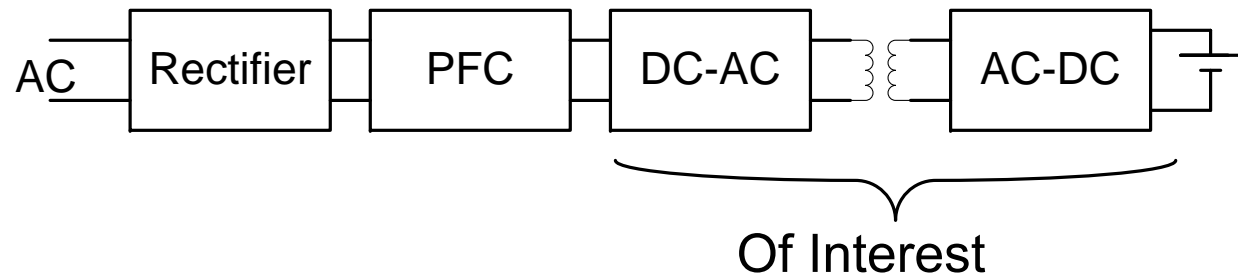 AC
Rectifier
PFC
DC-AC
AC-DC
Of Interest